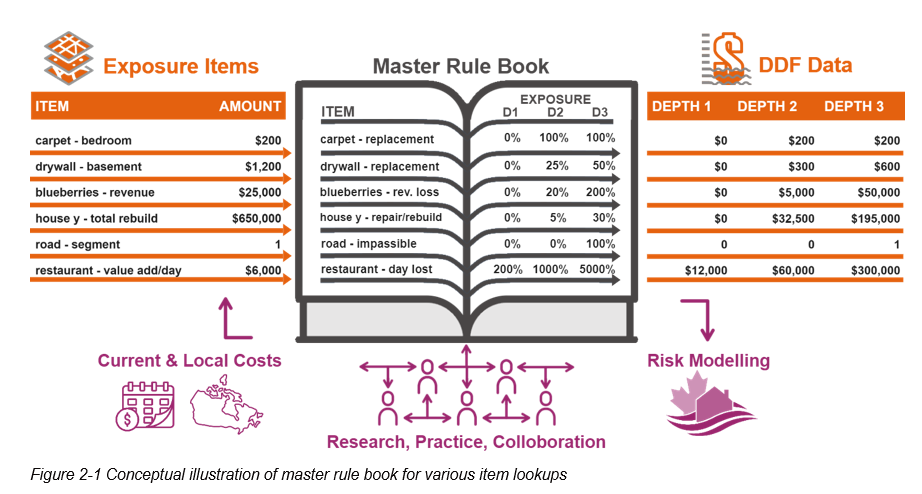 Exposure Items
Master Rule Book
DDF Data
ITEM AMOUNT
carpet - bedroom $200
drywall - basement $1,200
blueberries - revenue $25,000
house y - total rebuild $650,000
road - segment 1
restaurant - value add/day $6,000
EXPOSURE
ITEM D1 D2 D3
carpet - replacement 0% 100% 100%
drywall - replacement 0% 25% 50%
blueberries - rev. loss 0% 20% 200%
house y - repair/rebuild 0% 5% 30%
road - impassible 0% 0% 100%
restaurant - day lost 200% 1000% 5000%
DEPTH 1 DEPTH 2 DEPTH 3
$0 $200 $200
$0 $300 $600
$0 $5,000 $50,000
$0 $32,500 $195,000
0 0 1
$12,000 $60,000 $300,000
Current & Local Costs
$
Research, Practice, Colloboration
Risk Modelling
Figure 2-1 Conceptual illustration of master rule book for various item lookups